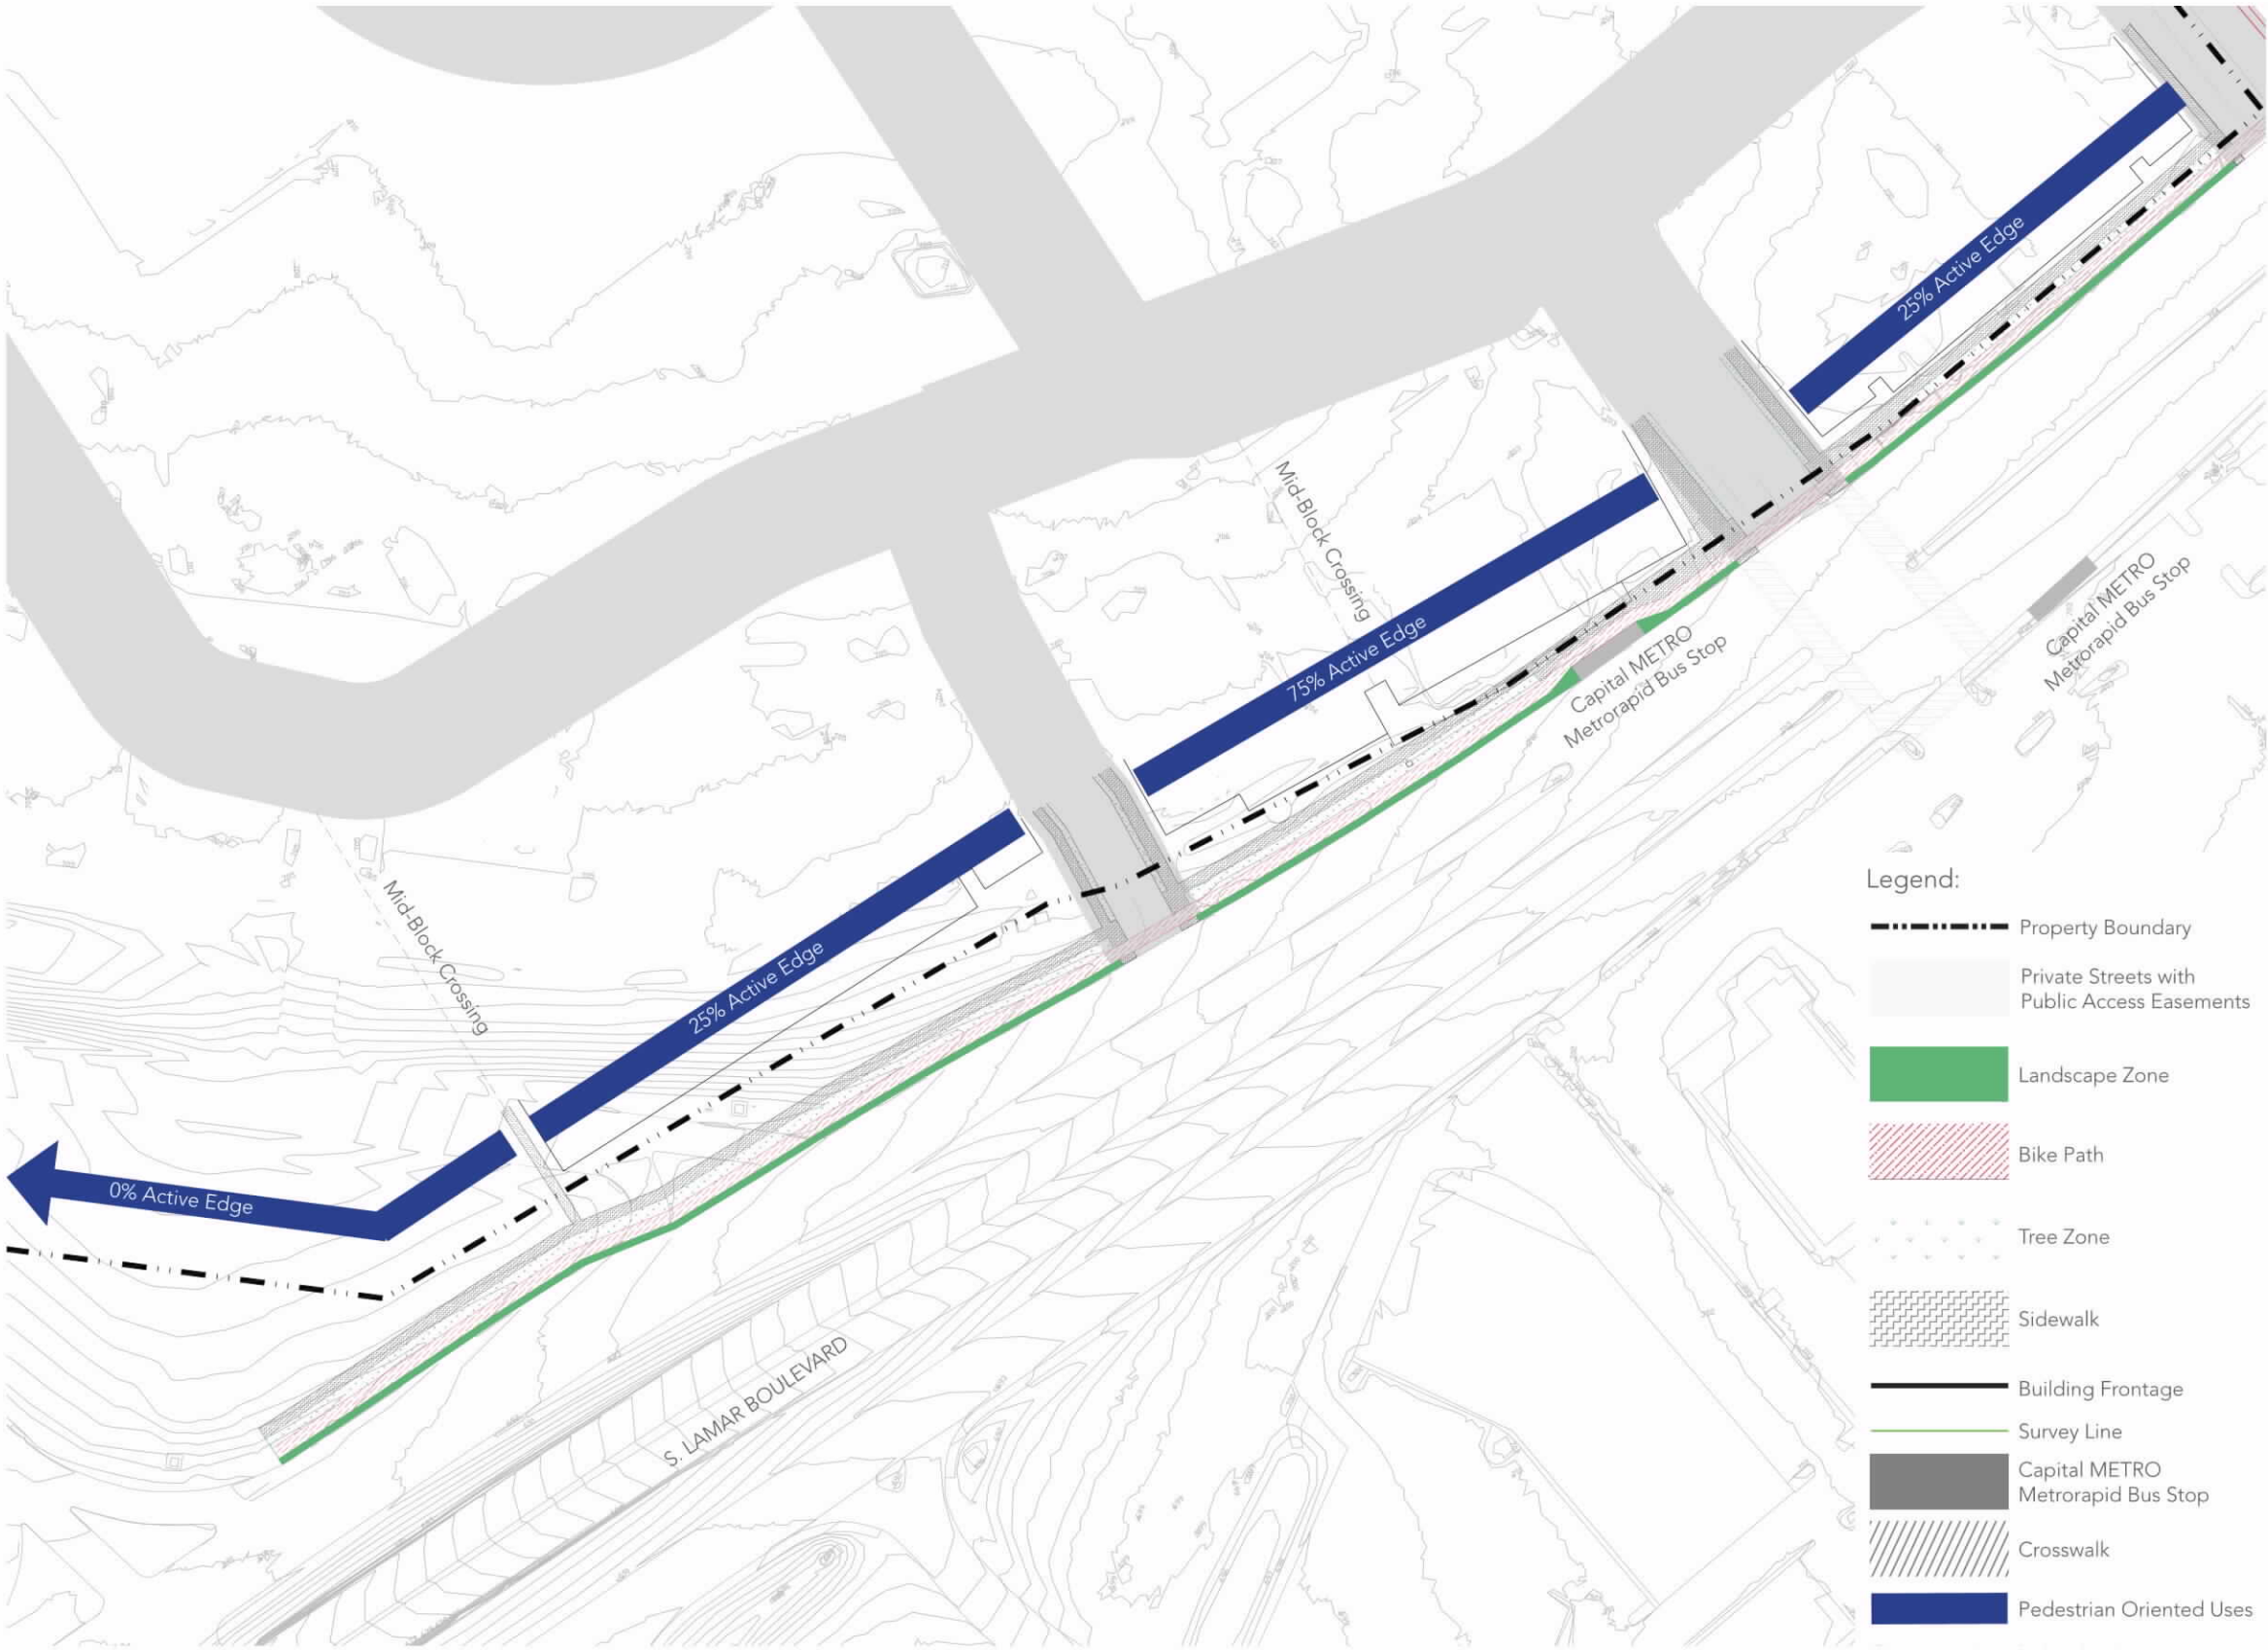 25% Active Edge
Mid-Block Crossing
75% Active Edge
Capital METRO
Metrorapid Bus Stop
Capital METRO
Metrorapid Bus Stop
Mid-Block Crossing
25% Active Edge
0% Active Edge
S. LAMAR BOULEVARD
Legend:
Property Boundary
Private Streets with
Public Access Easements
Landscape Zone
Bike Path
Tree Zone
Sidewalk
Building Frontage
Survey Line
Capital METRO
Metrorapid Bus Stop
Crosswalk
Pedestrian Oriented Uses